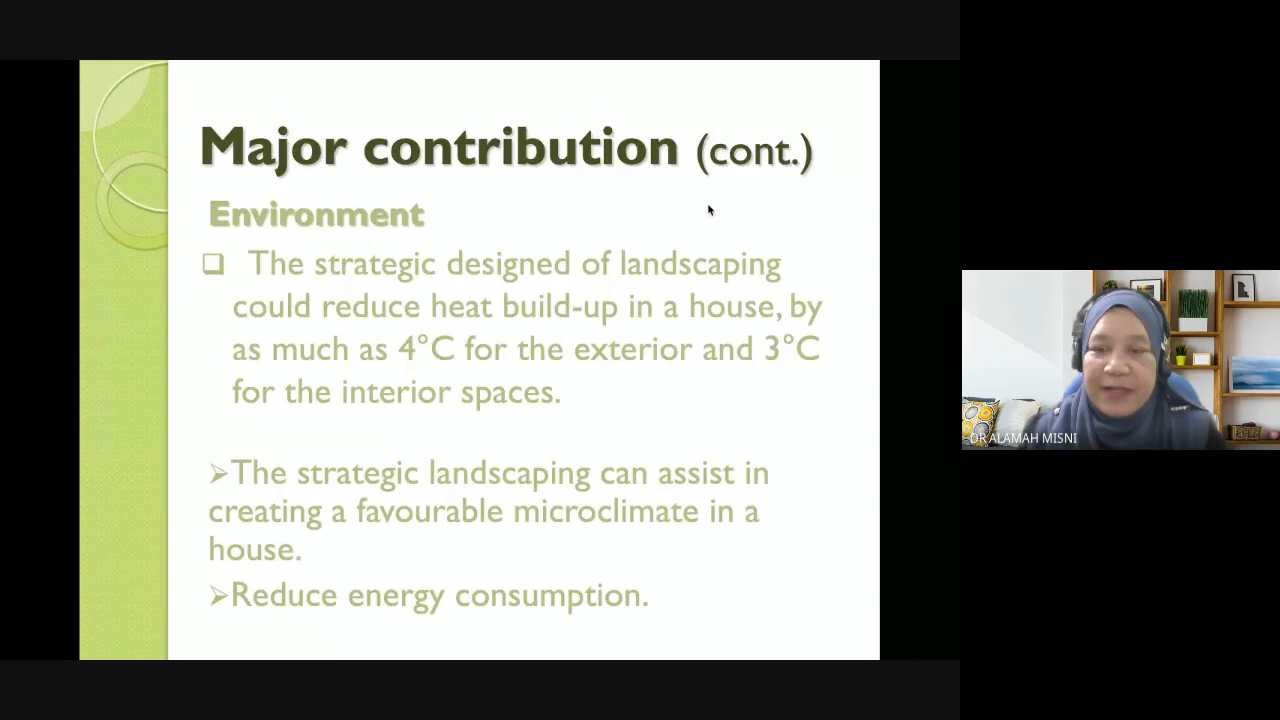 Major contribution (cont.)
Environment
❑ The strategic designed of landscaping
could reduce heat build-up in a house, by
as much as 4°C for the exterior and 3°C
for the interior spaces.
➢The strategic landscaping can assist in
creating a favourable microclimate in a
house.
➢Reduce energy consumption.
DR ALAMAH MISNI